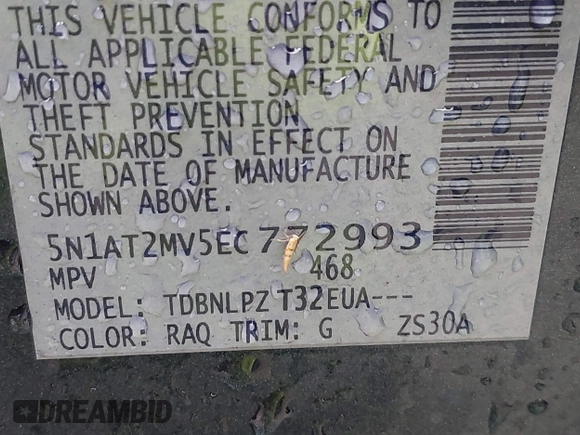 THIS VEHICLE CONFORMS TO
ALL APPLICABLE FEDERAL
MOTOR VEHICLE SAFETY AND
THEFT PREVENTION
STANDARDS IN EFFECT ON
THE DATE OF MANUFACTURE
SHOWN ABOVE.
5N1AT2MV5EC772993
MPV 468
MODEL: TDBNLPZ T32EUA---
COLOR: RAQ TRIM: G ZS30A
DREAMBID